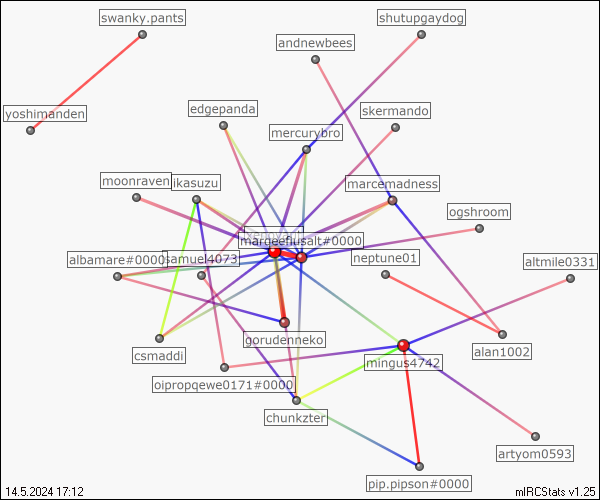 swanky.pants
shutupgaydog
andnewbees
yoshimanden
edgepanda
skermando
mercurybro
moonraven
ikasuzu
marcemadness
ogshroom
margeeflusalt#0000
albamare#0000
samuel4073
neptune01
altmile0331
gorudenneko
csmaddi
alan1002
mingus4742
oipropqewe0171#0000
chunkzter
artyom0593
pip.pipson#0000
14.5.2024 17:12
mIRCStats v1.25